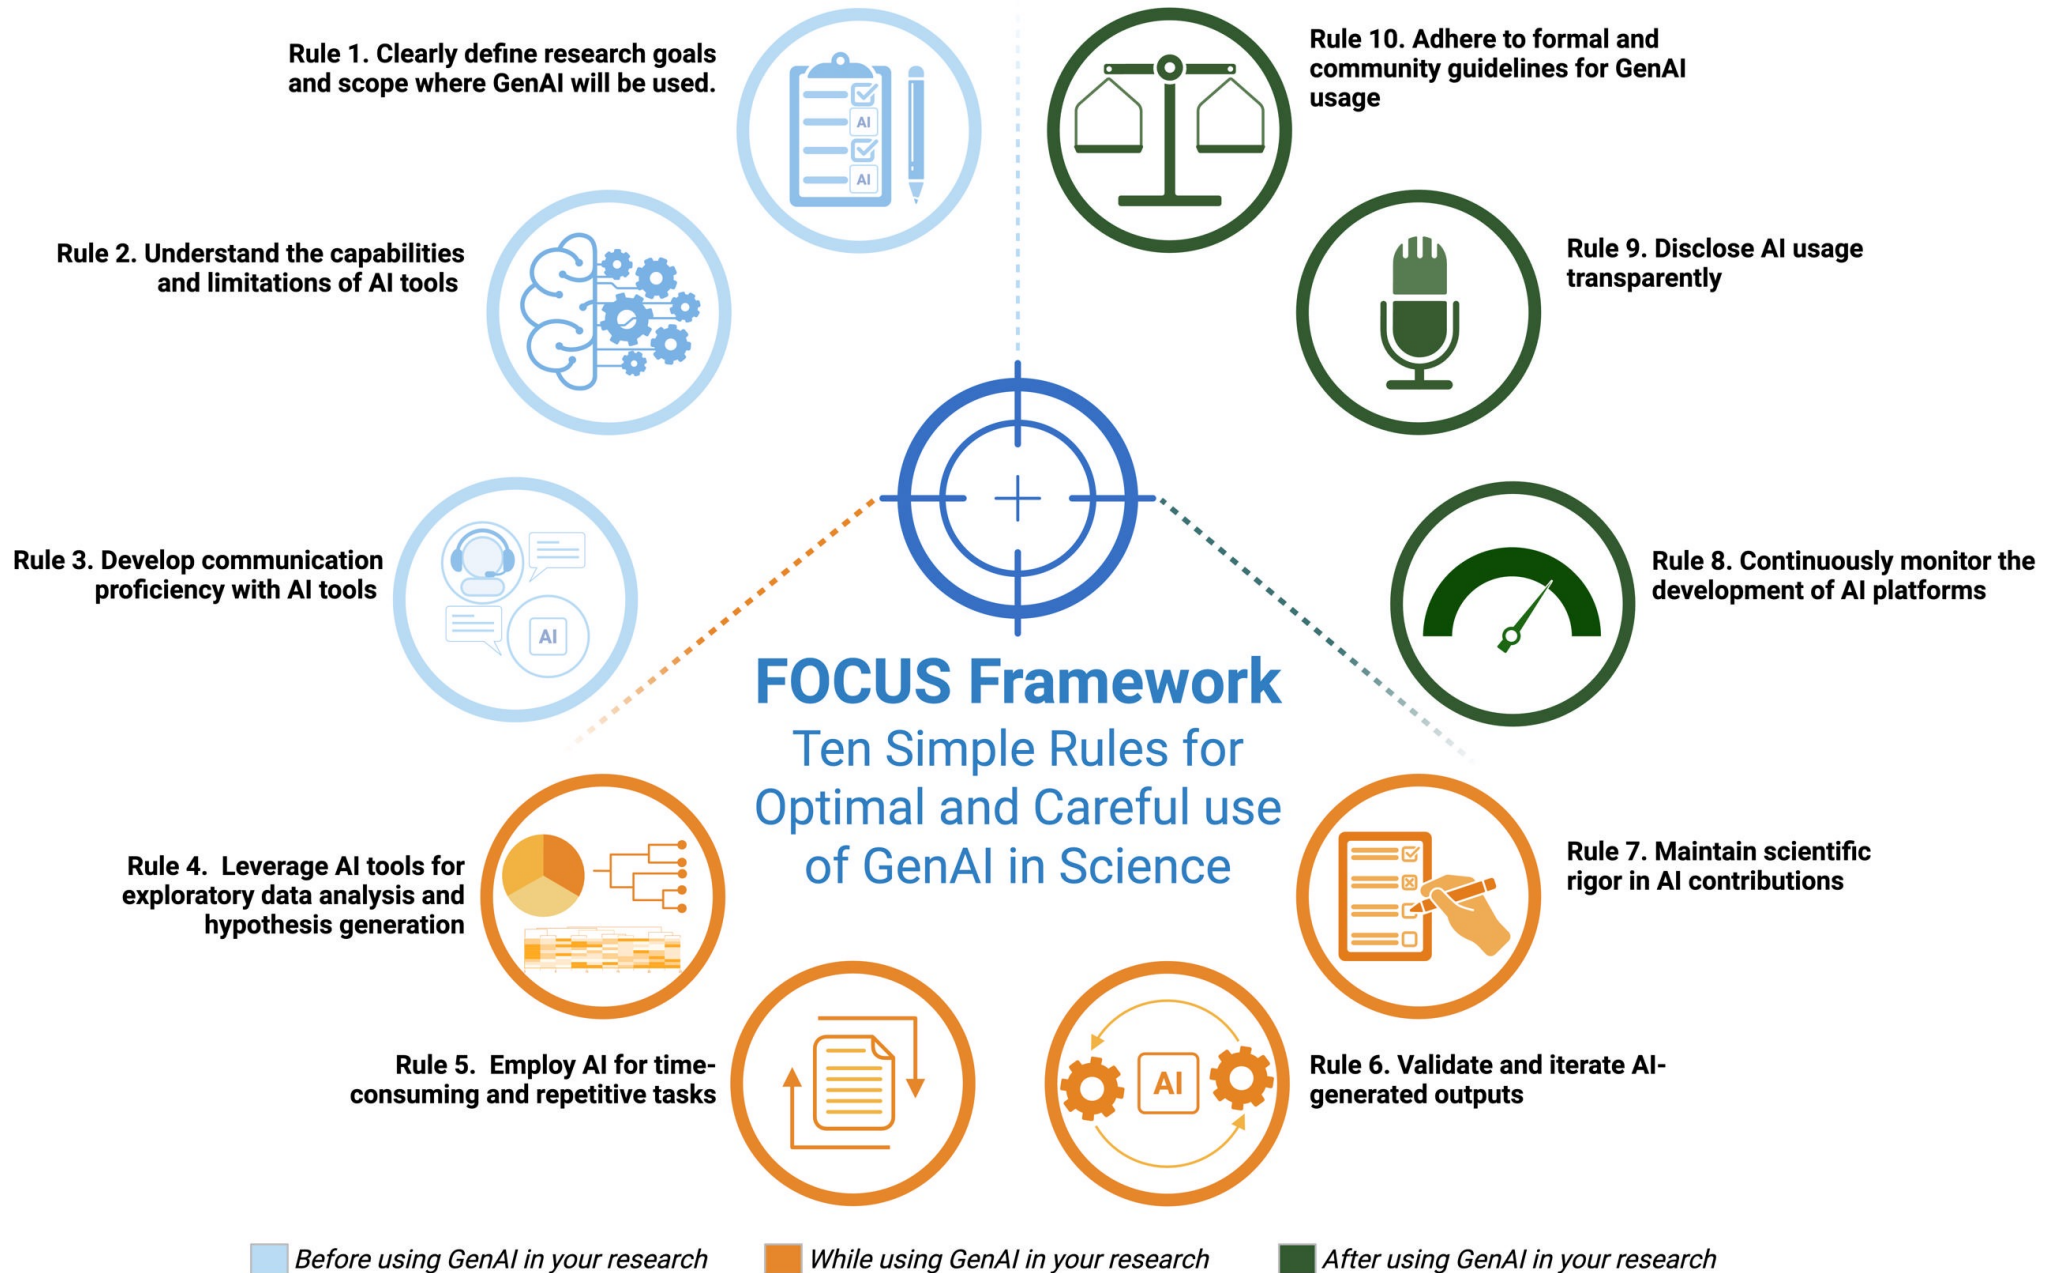 Rule 1. Clearly define research goals
and scope where GenAI will be used.
AI
AI
Rule 2. Understand the capabilities
and limitations of AI tools
Rule 3. Develop communication
proficiency with AI tools
AI
Rule 4.  Leverage AI tools for
exploratory data analysis and
hypothesis generation
Rule 5.  Employ AI for time-
consuming and repetitive tasks
Rule 6. Validate and iterate AI-
generated outputs
AI
Rule 7. Maintain scientific
rigor in AI contributions
Rule 8. Continuously monitor the
development of AI platforms
Rule 9. Disclose AI usage
transparently
Rule 10. Adhere to formal and
community guidelines for GenAI
usage
FOCUS Framework
Ten Simple Rules for
Optimal and Careful use
of GenAI in Science
Before using GenAI in your research
While using GenAI in your research
After using GenAI in your research